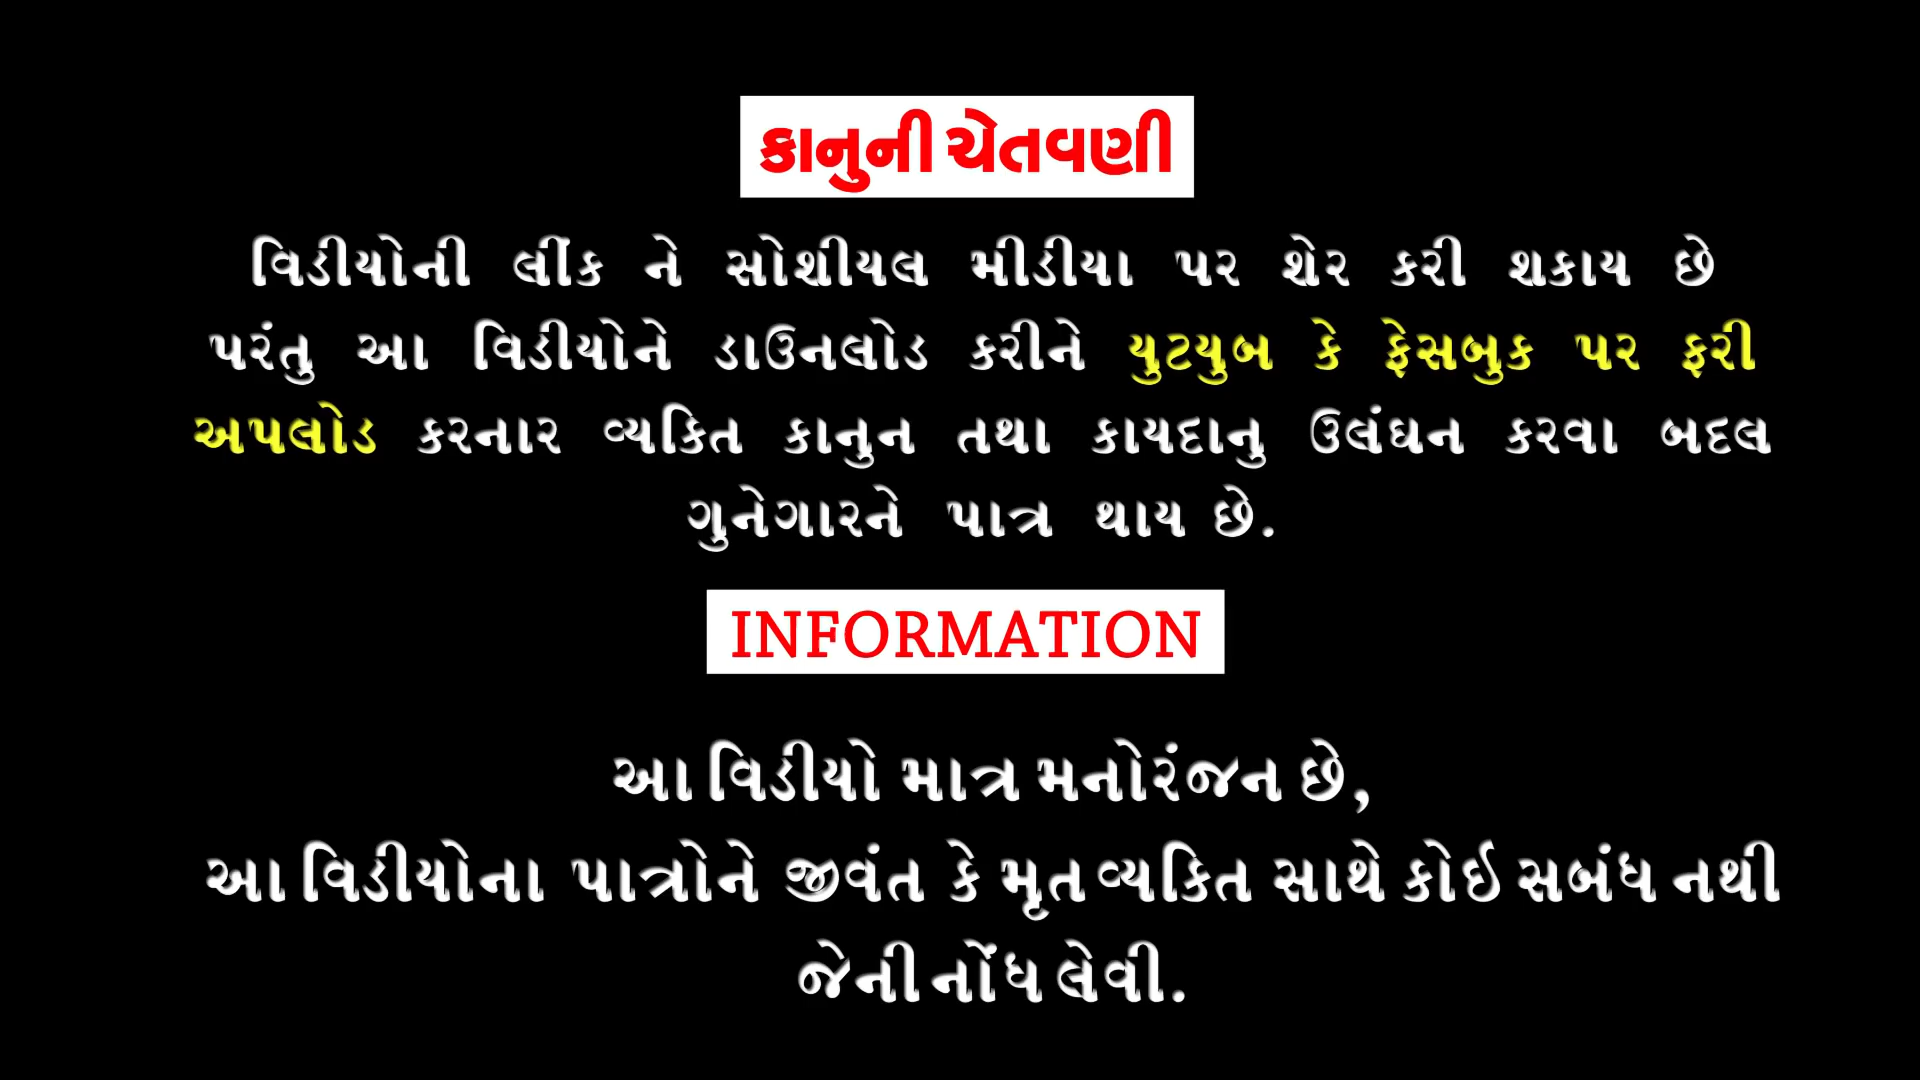 કાનુની ચેતવણી
વિડીયોની લીંક ને સોશીયલ મીડીયા પર શેર કરી શકાય છે
પરંતુ આ વિડીયોને ડાઉનલોડ કરીને યુટયુબ કે ફેસબુક પર ફરી
અપલોડ કરનાર વ્યકિત કાનુન તથા કાયદાનુ ઉલંઘન કરવા બદલ
ગુનેગારને પાત્ર થાય છે.
INFORMATION
આ વિડીયો માત્ર મનોરંજન છે,
આ વિડીયોના પાત્રોને જીવંત કે મૃત વ્યકિત સાથે કોઇ સબંધ નથી
જેની નોંધ લેવી.